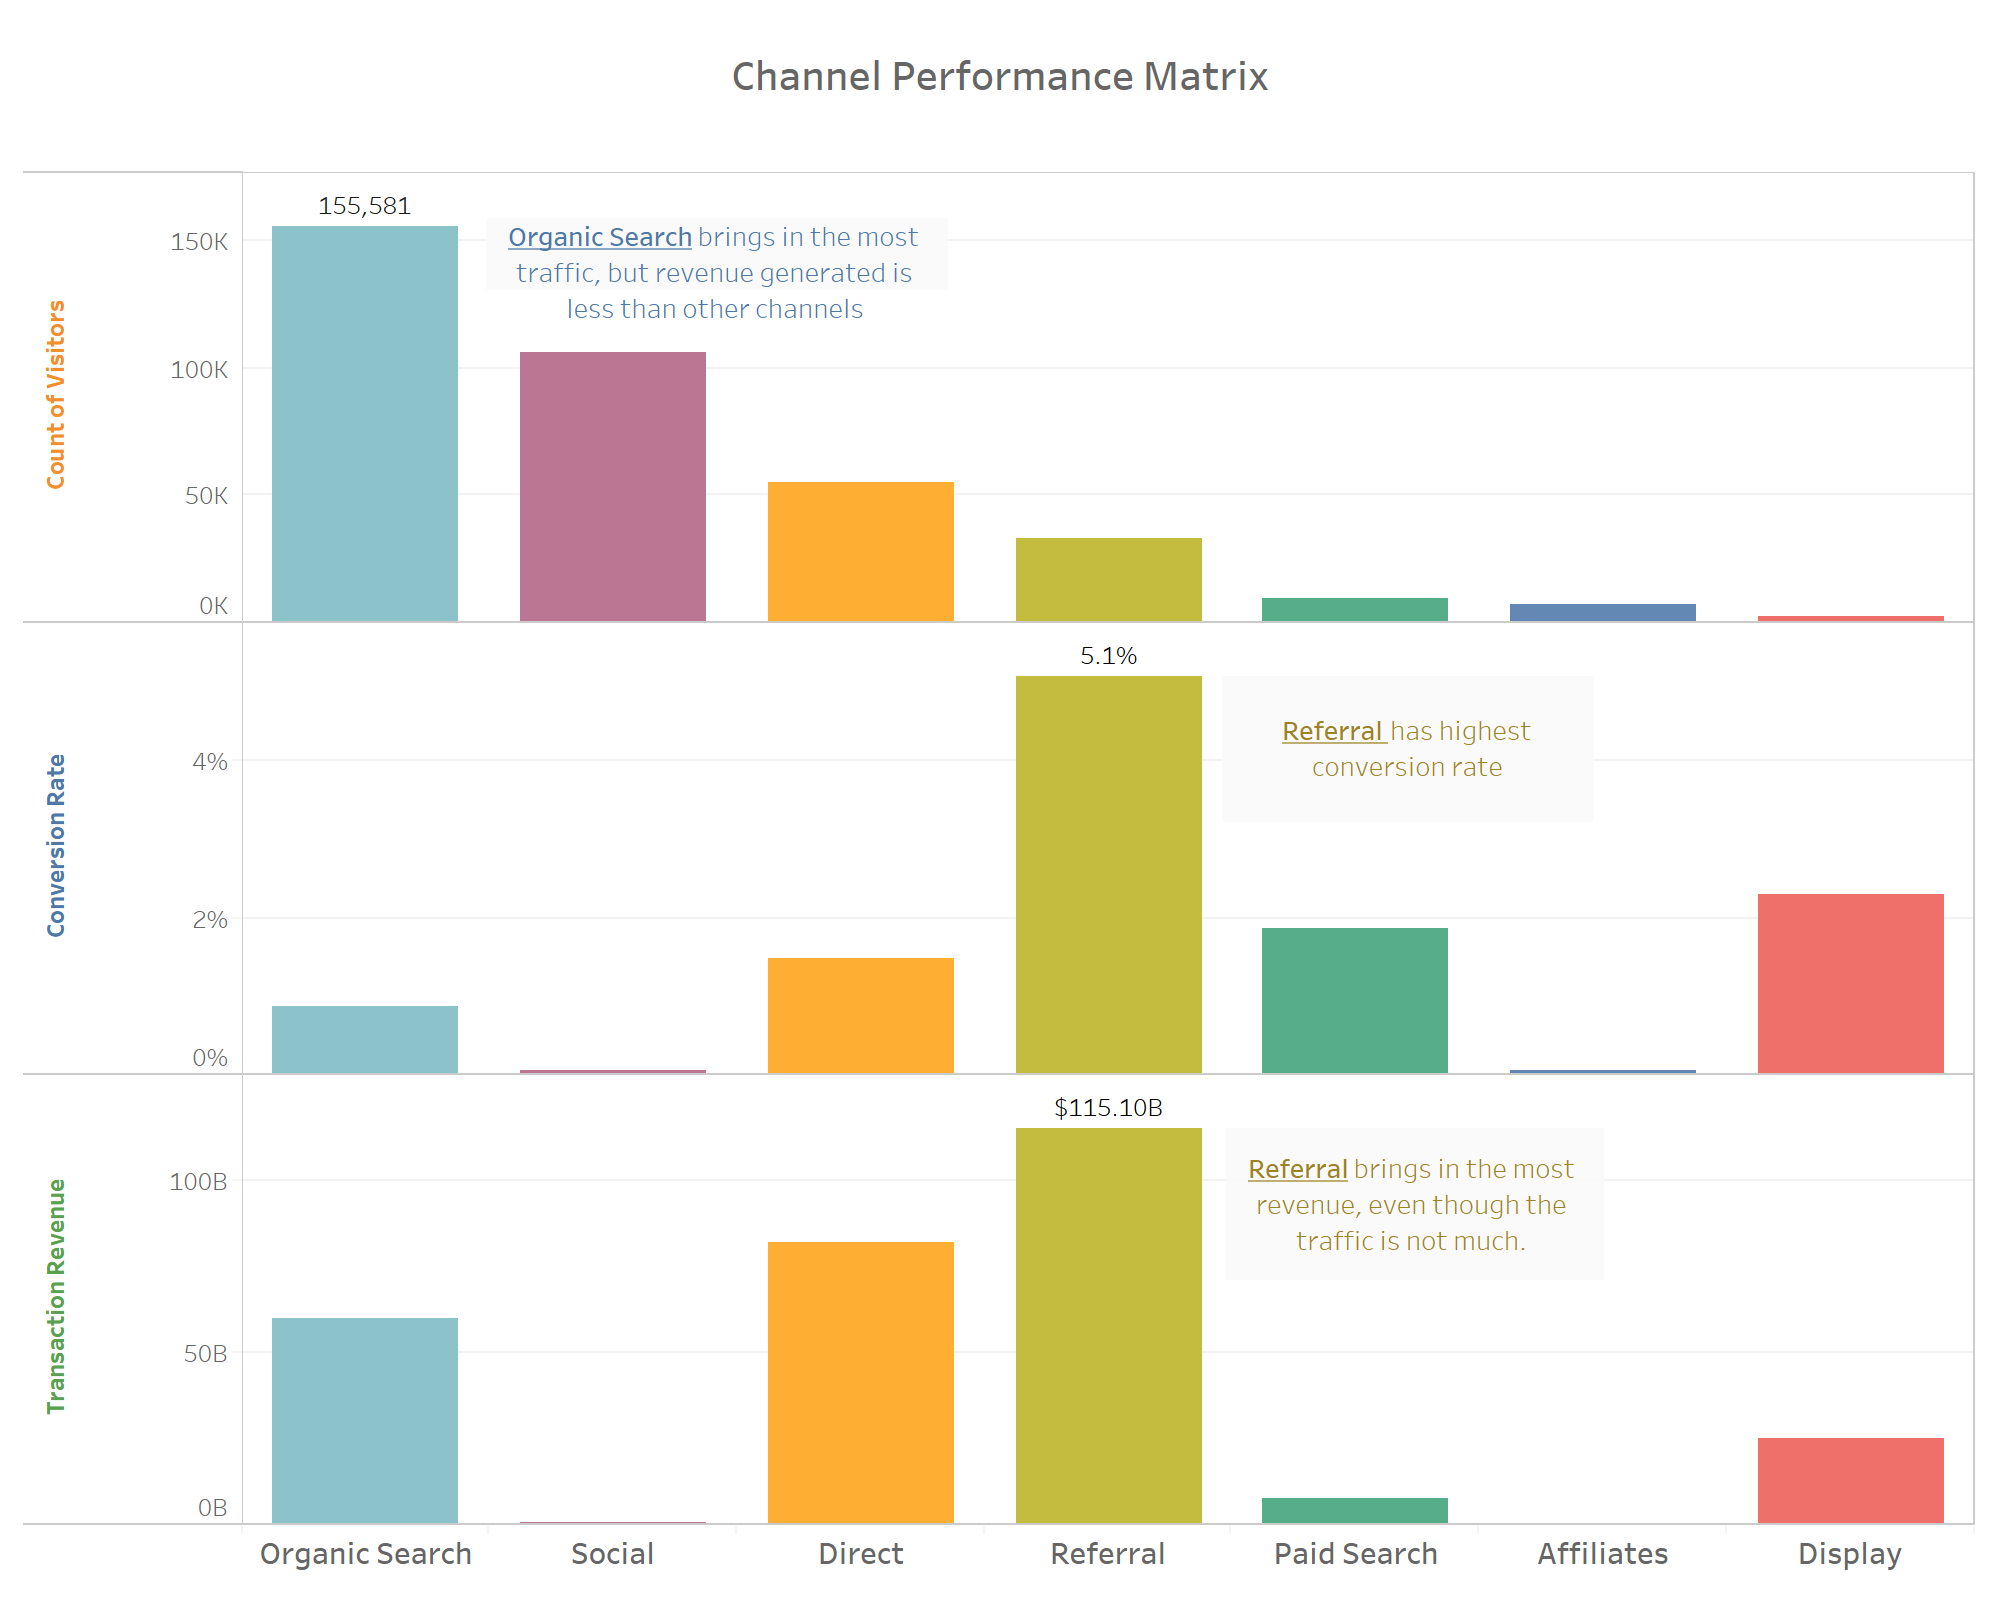 Channel Performance Matrix
Count of Visitors
150K
100K
50K
0K
155,581
Organic Search brings in the most
traffic, but revenue generated is
less than other channels
Conversion Rate
4%
2%
0%
5.1%
Referral has highest
conversion rate
Transaction Revenue
100B
50B
0B
$115.10B
Referral brings in the most
revenue, even though the
traffic is not much.
Organic Search
Social
Direct
Referral
Paid Search
Affiliates
Display